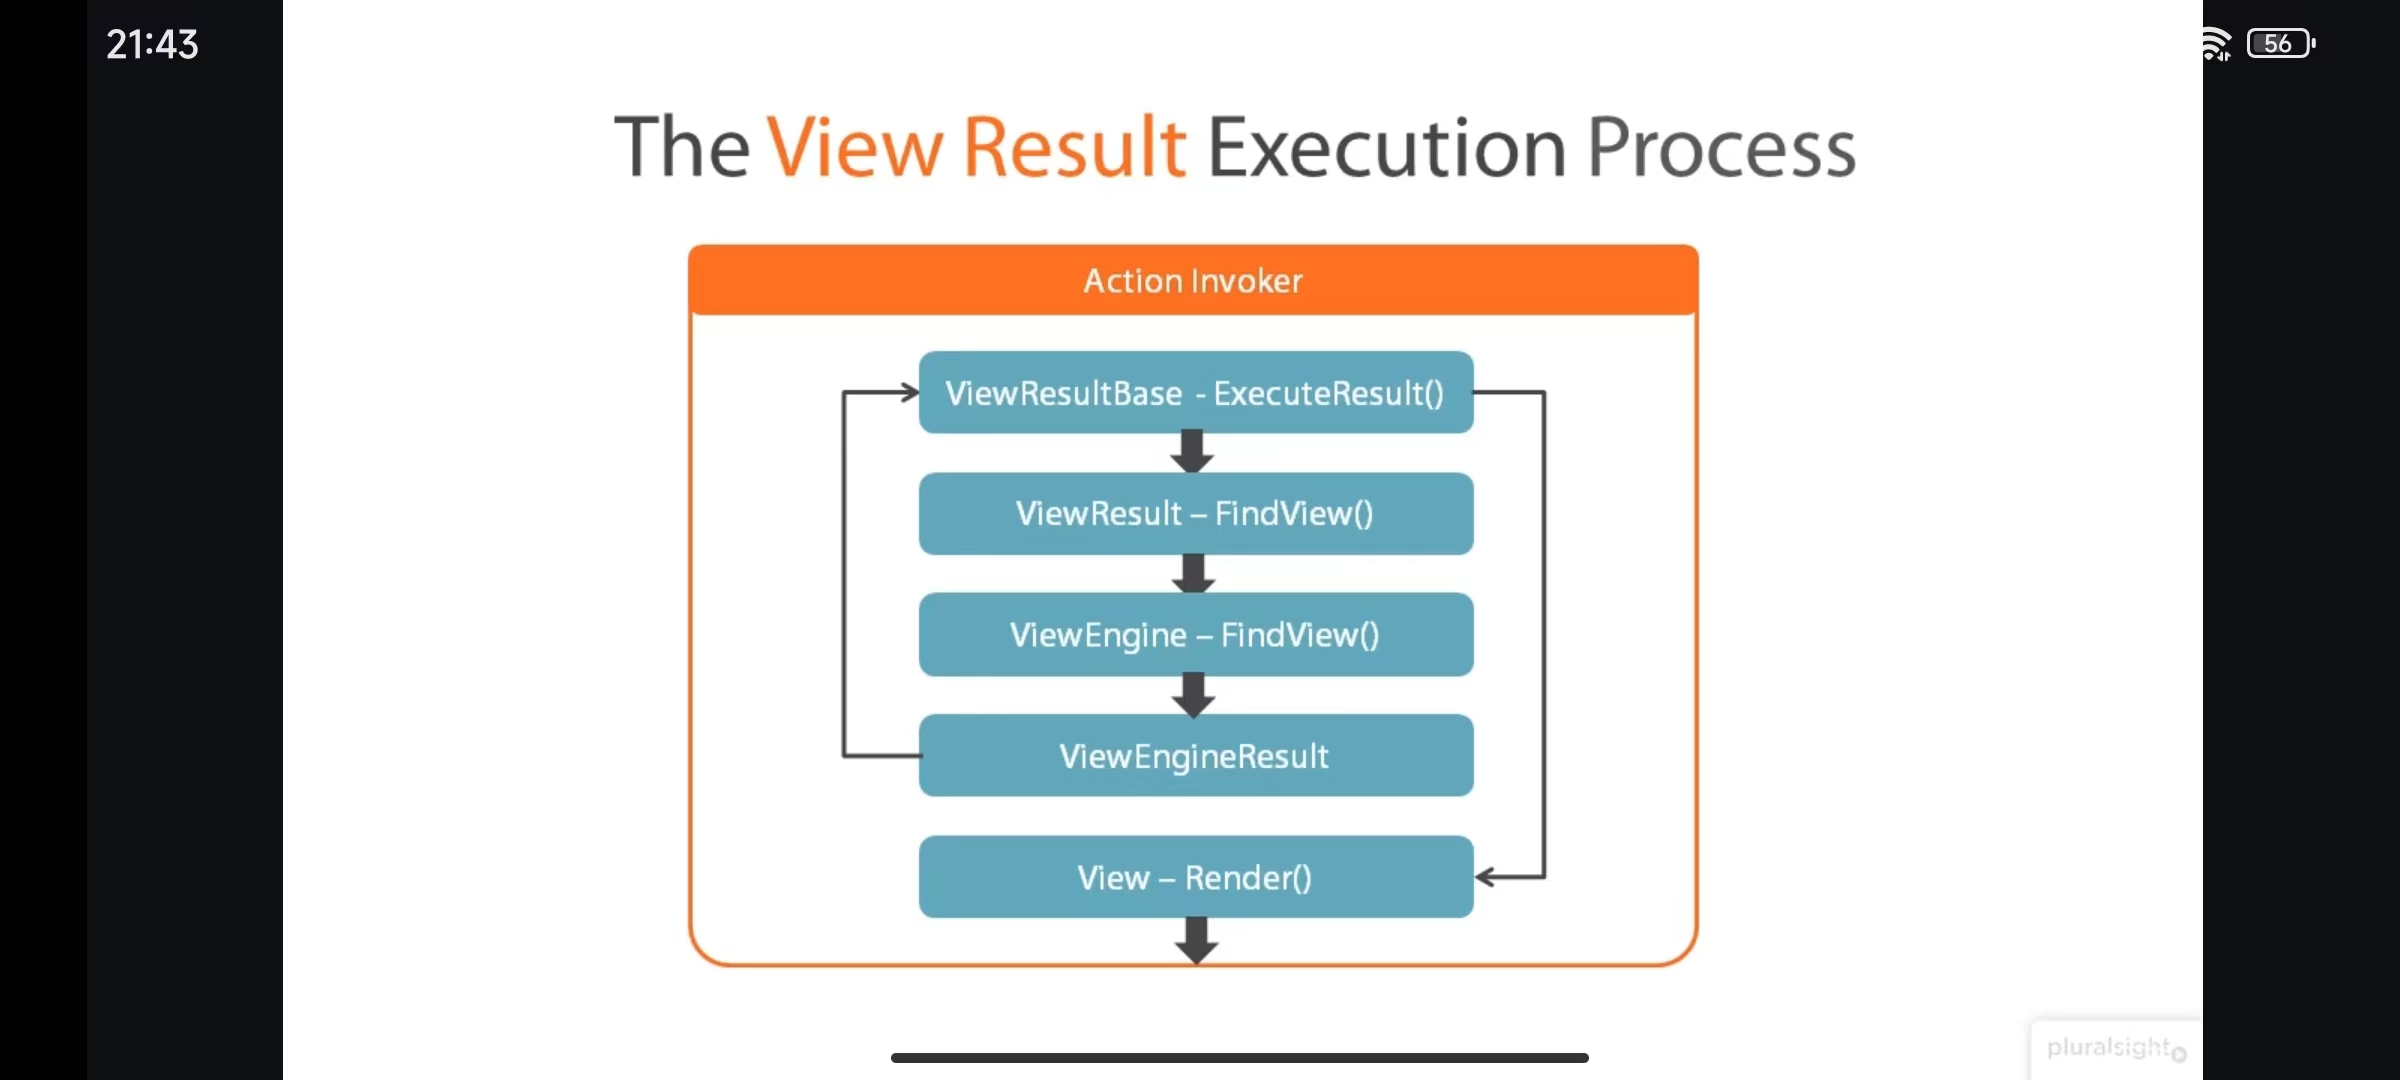 21:43
56
The View Result Execution Process
Action Invoker
ViewResultBase - ExecuteResult()
ViewResult – FindView()
ViewEngine – FindView()
ViewEngineResult
View – Render()
pluralsight